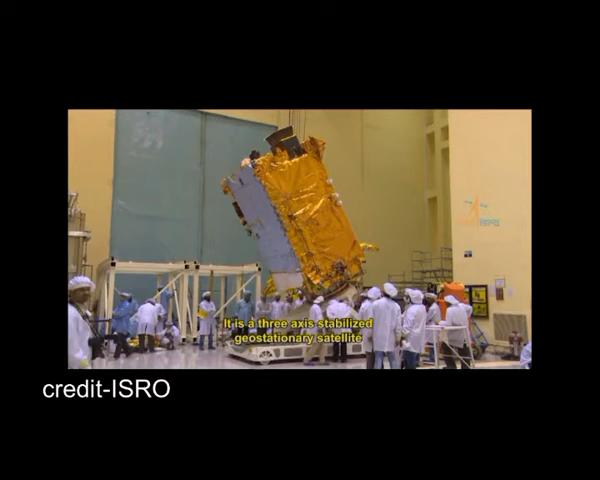 It is a three axis stabilized
geostationary satellite
credit-ISRO